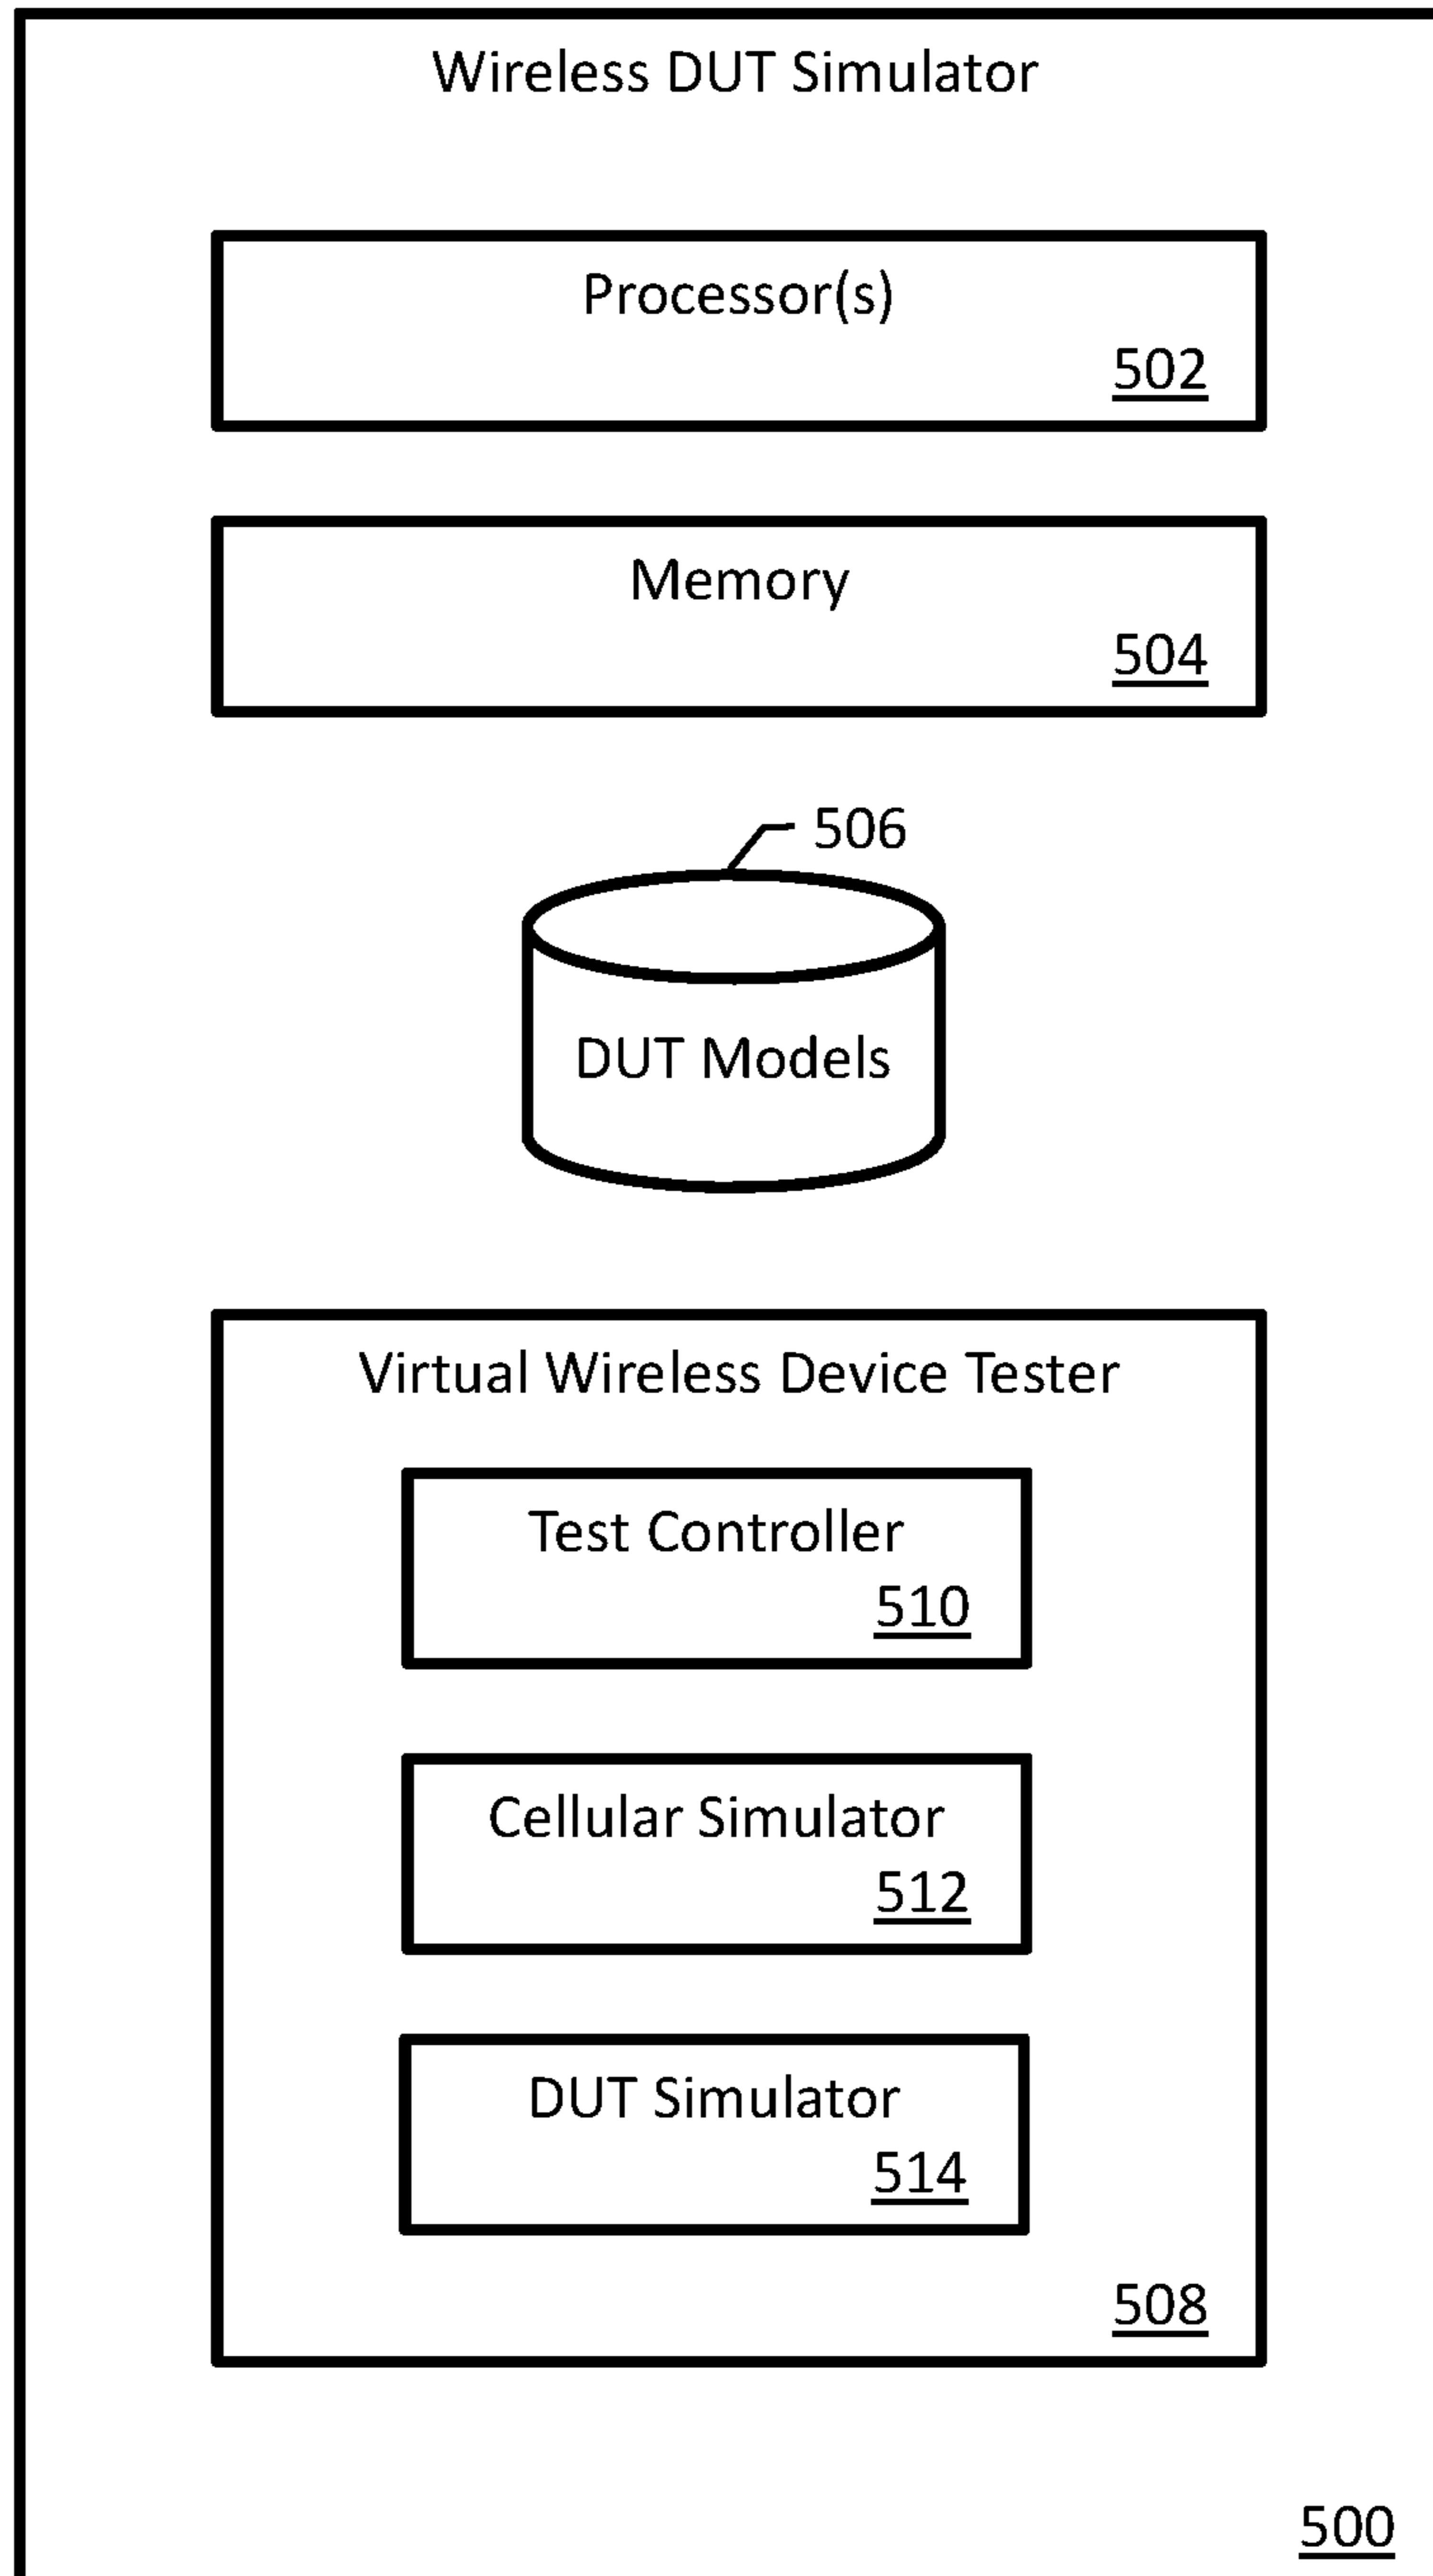 Wireless DUT Simulator
Processor(s)
502
Memory
504
506
DUT Models
Virtual Wireless Device Tester
Test Controller
510
Cellular Simulator
512
DUT Simulator
514
508
500